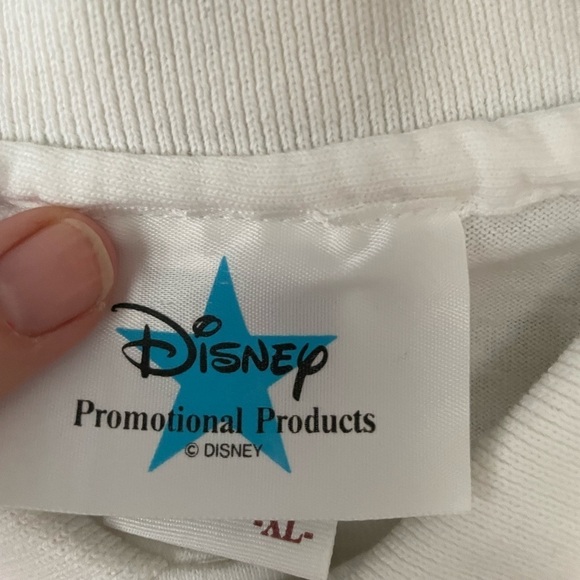 Disney
Promotional Products
© DISNEY
-XL-